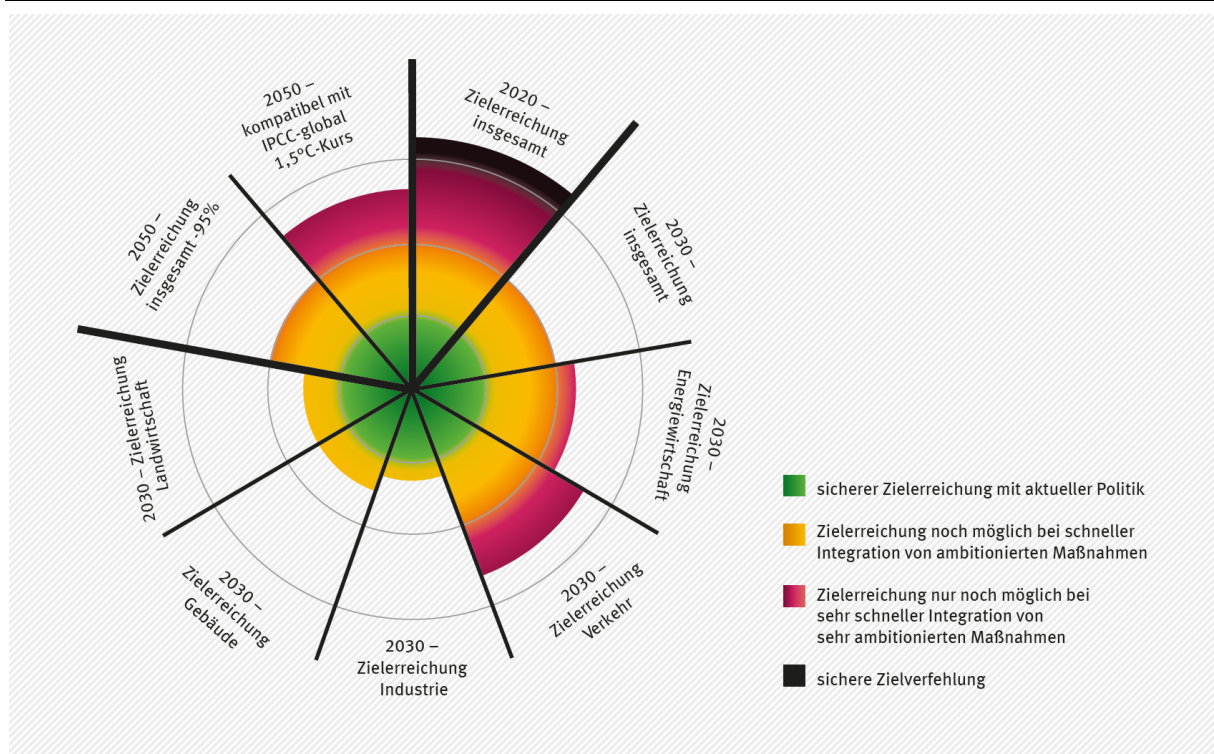 2050 –
kompatibel mit
IPCC-global
1,5°C-Kurs
2020 –
Zielerreichung
insgesamt
2030 –
Zielerreichung
insgesamt
2030 –
Zielerreichung
Energiewirtschaft
2030 –
Zielerreichung
Verkehr
2030 –
Zielerreichung
Industrie
2030 –
Zielerreichung
Gebäude
2030 – Zielerreichung
Landwirtschaft
2050 –
Zielerreichung
insgesamt -95%
sicherer Zielerreichung mit aktueller Politik
Zielerreichung noch möglich bei schneller
Integration von ambitionierten Maßnahmen
Zielerreichung nur noch möglich bei
sehr schneller Integration von
sehr ambitionierten Maßnahmen
sichere Zielverfehlung